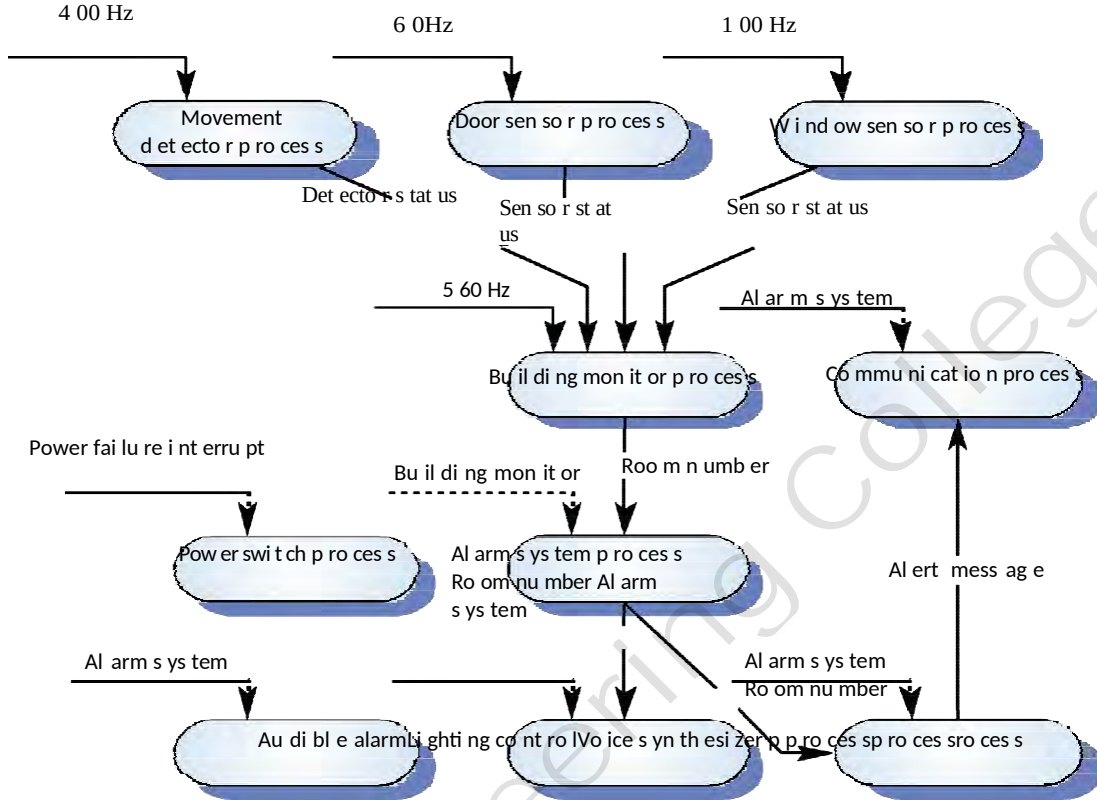 4 00 Hz
6 0Hz
1 00 Hz
Movement
d et ecto r p ro ces s
Door sen so r p ro ces s
W i nd ow sen so r p ro ces s
Det ecto r s tat us
Sen so r st at
us
Sen so r st at us
5 60 Hz
Al ar m s ys tem
Bu il di ng mon it or p ro ces s
Co mmu ni cat io n pro ces s
Power fai lu re i nt erru pt
Bu il di ng mon it or
Roo m n umb er
Pow er swi t ch p ro ces s
Al arm s ys tem p ro ces s
Ro om nu mber Al arm
s ys tem
Al ert mess ag e
Al arm s ys tem
Al arm s ys tem
Ro om nu mber
Au di bl e alarmLi ghti ng co nt ro lVo ice s yn th esi zer p p ro ces sp ro ces sro ces s
eering College